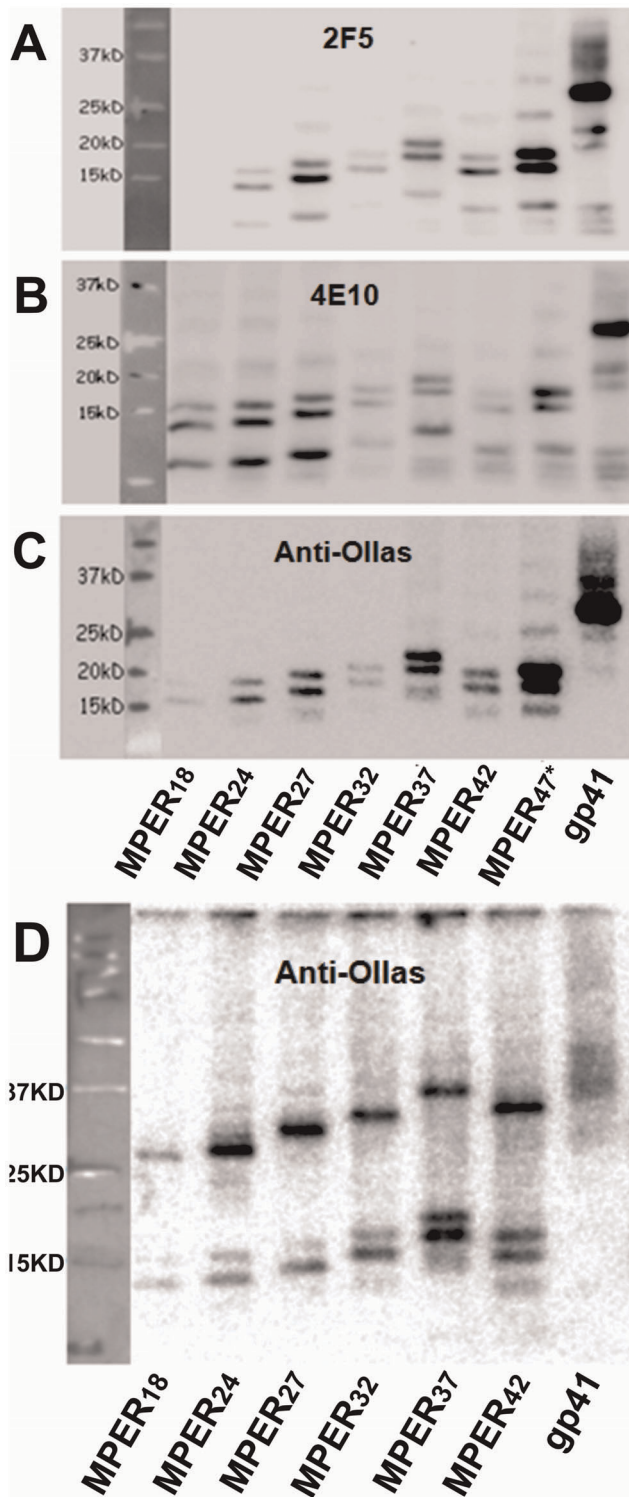 A
2F5
37kD
25kD
20kD
15kD
B
4E10
37kD
25kD
20kD
15kD
C
Anti-Ollas
37kD
25kD
20kD
15kD
MPER18
MPER24
MPER27
MPER32
MPER37
MPER42
MPER47*
gp41
D
Anti-Ollas
37KD
25KD
15KD
MPER18
MPER24
MPER27
MPER32
MPER37
MPER42
gp41